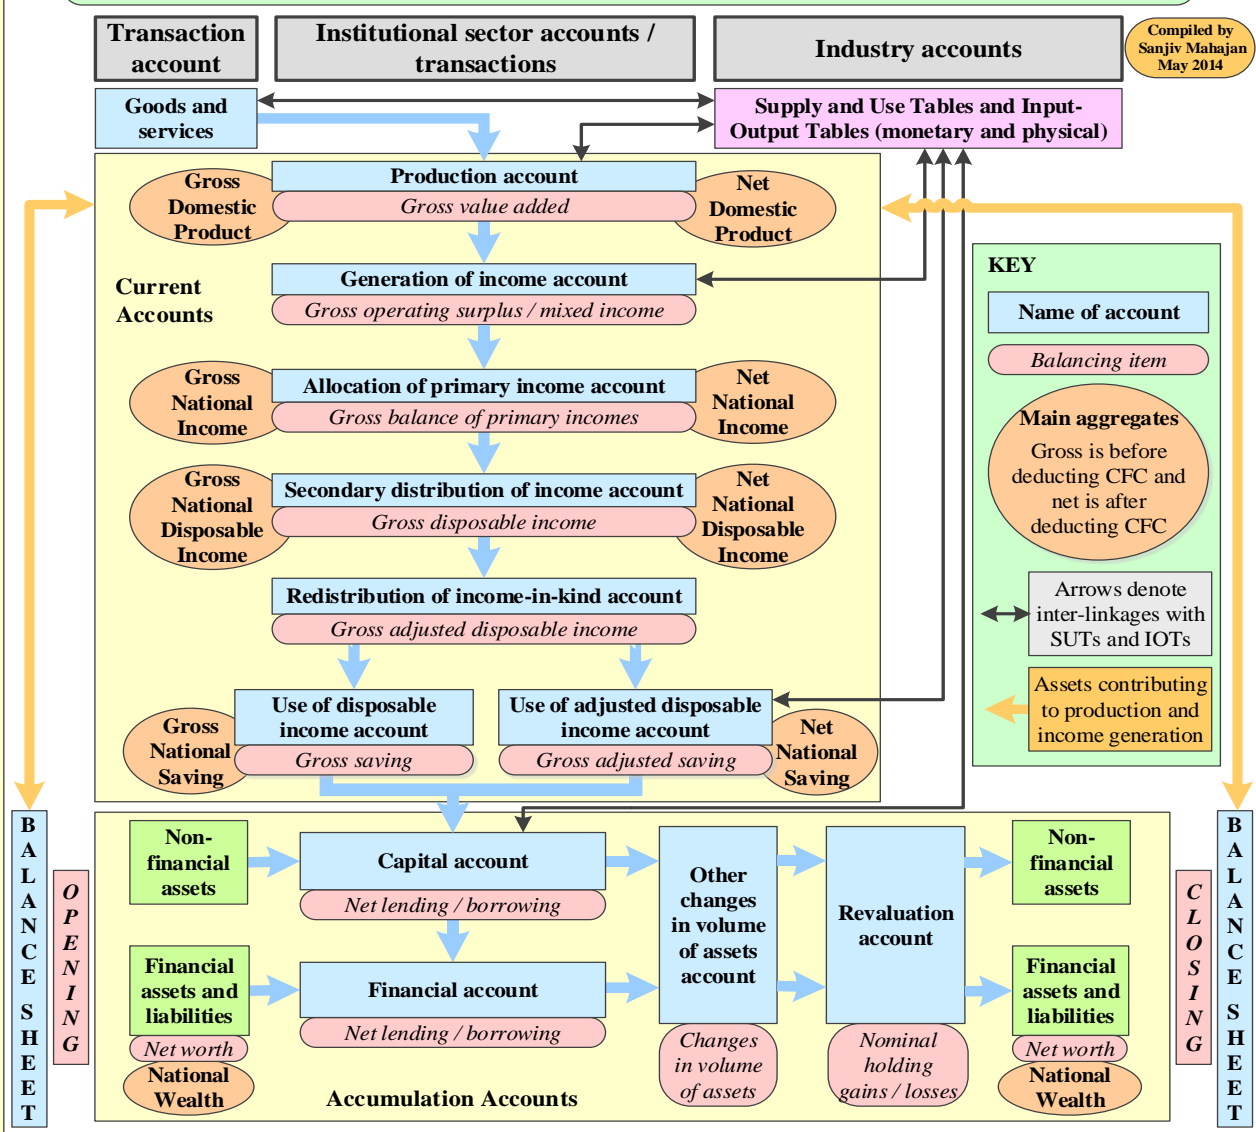 Transaction
account
Institutional sector accounts /
transactions
Industry accounts
Compiled by
Sanjiv Mahajan
May 2014
Goods and
services
Supply and Use Tables and Input-
Output Tables (monetary and physical)
Production account
Gross value added
Gross
Domestic
Product
Net
Domestic
Product
Current
Accounts
Generation of income account
Gross operating surplus / mixed income
Gross
National
Income
Allocation of primary income account
Gross balance of primary incomes
Net
National
Income
Gross
National
Disposable
Income
Secondary distribution of income account
Gross disposable income
Net
National
Disposable
Income
Redistribution of income-in-kind account
Gross adjusted disposable income
Gross
National
Saving
Use of disposable
income account
Gross saving
Use of adjusted disposable
income account
Gross adjusted saving
Net
National
Saving
KEY
Name of account
Balancing item
Main aggregates
Gross is before
deducting CFC and
net is after
deducting CFC
Arrows denote
inter-linkages with
SUTs and IOTs
Assets contributing
to production and
income generation
BALANCE SHEET
OPENING
Non-
financial
assets
Financial
assets and
liabilities
Net worth
National
Wealth
Capital account
Net lending / borrowing
Financial account
Net lending / borrowing
Accumulation Accounts
Other
changes
in volume
of assets
account
Changes
in volume
of assets
Revaluation
account
Nominal
holding
gains / losses
Non-
financial
assets
Financial
assets and
liabilities
Net worth
National
Wealth
CLOSING
BALANCE SHEET